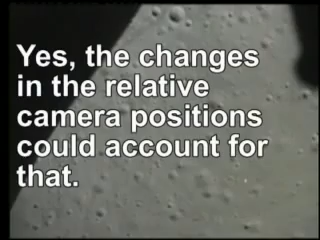 Yes, the changes
in the relative
camera positions
could account for
that.